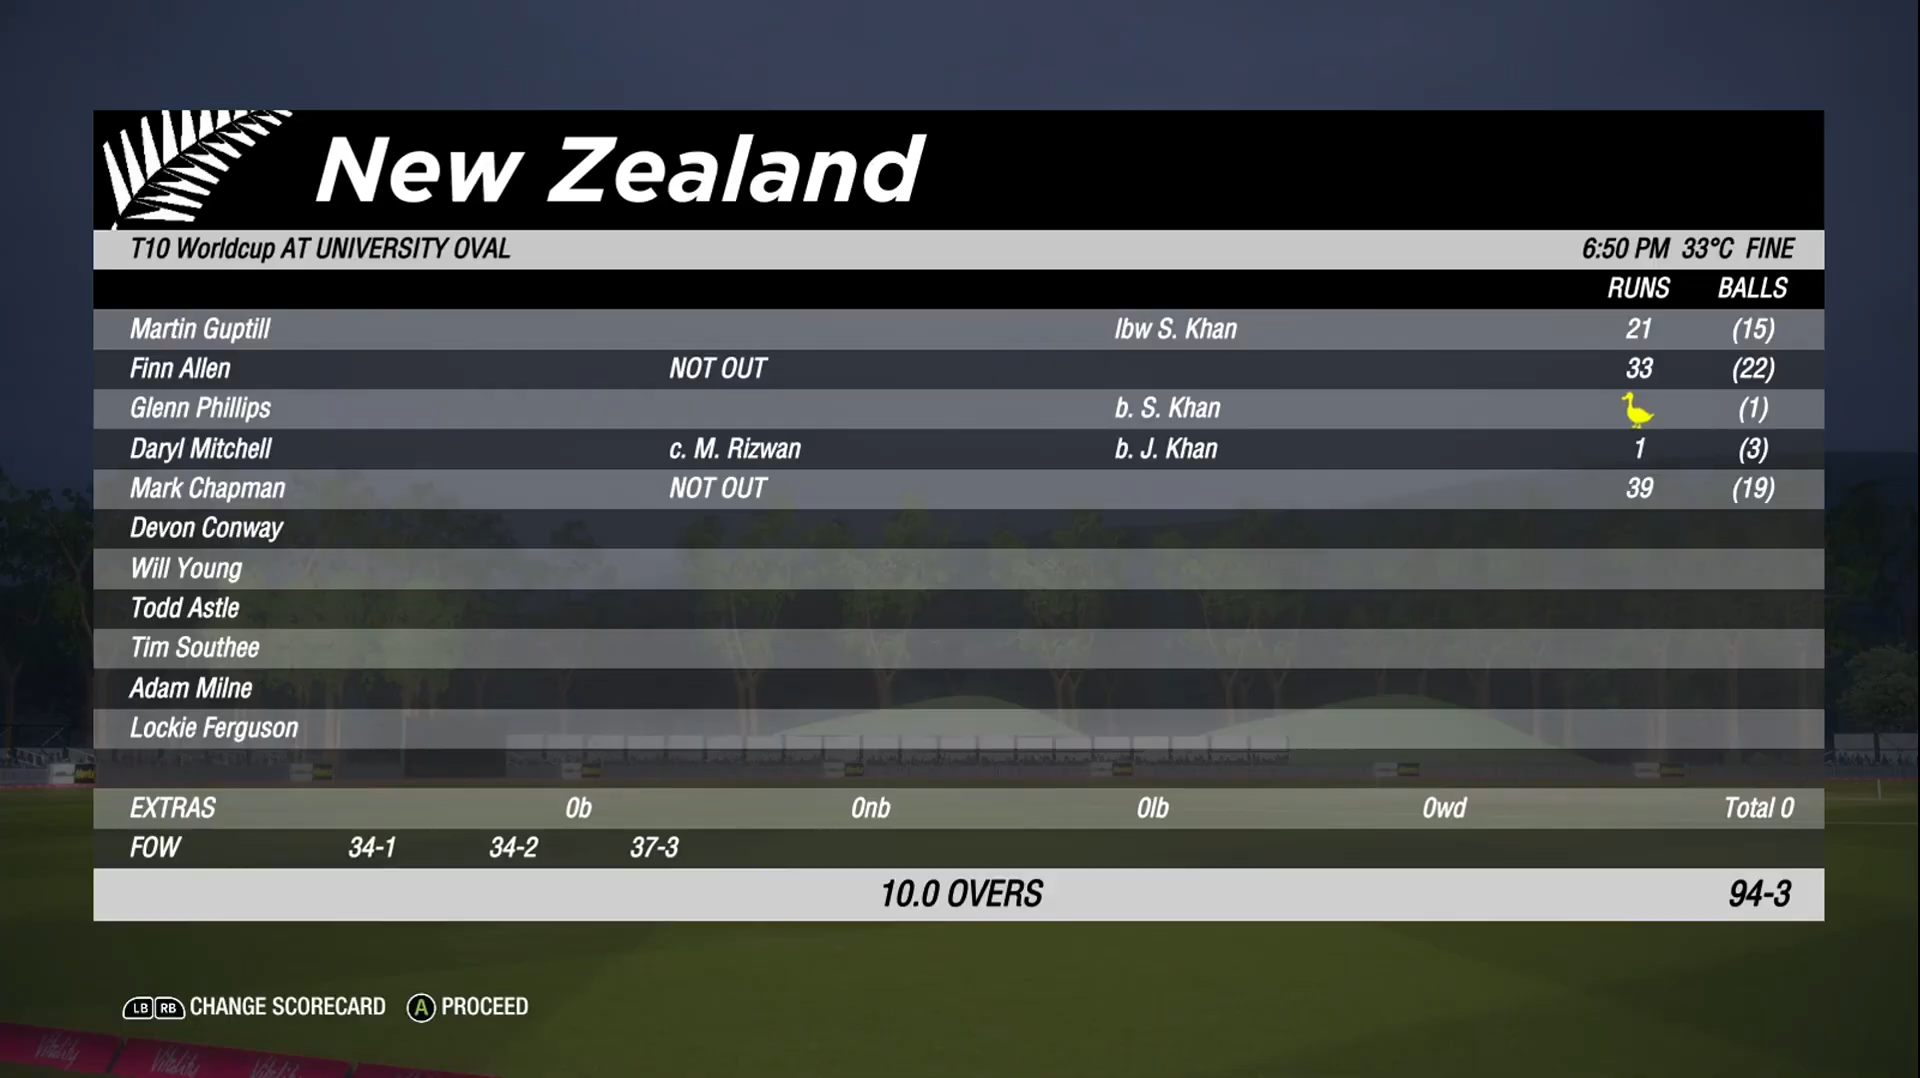 New Zealand
T10 Worldcup AT UNIVERSITY OVAL 6:50 PM 33°C FINE
RUNS BALLS
Martin Guptill lbw S. Khan 21 (15)
Finn Allen NOT OUT 33 (22)
Glenn Phillips b. S. Khan (1)
Daryl Mitchell c. M. Rizwan b. J. Khan 1 (3)
Mark Chapman NOT OUT 39 (19)
Devon Conway
Will Young
Todd Astle
Tim Southee
Adam Milne
Lockie Ferguson
EXTRAS 0b 0nb 0lb 0wd Total 0
FOW 34-1 34-2 37-3
10.0 OVERS 94-3
LB RB CHANGE SCORECARD A PROCEED
Vitality Vitality Vitality